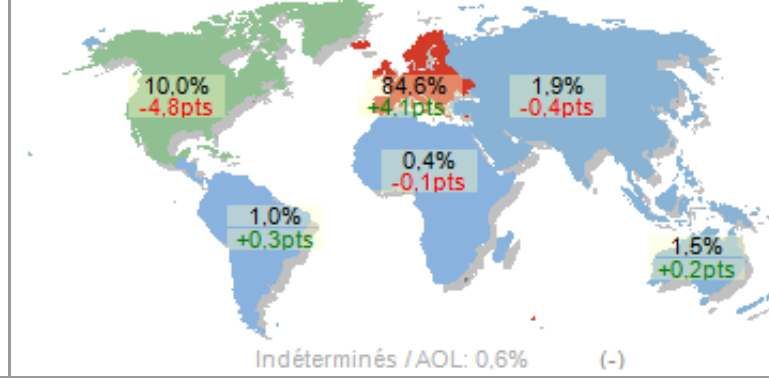 10,0%
-4,8pts
84,6%
+4,1pts
1,9%
-0,4pts
0,4%
-0,1pts
1,0%
+0,3pts
1,5%
+0,2pts
Indéterminés / AOL: 0,6% (-)